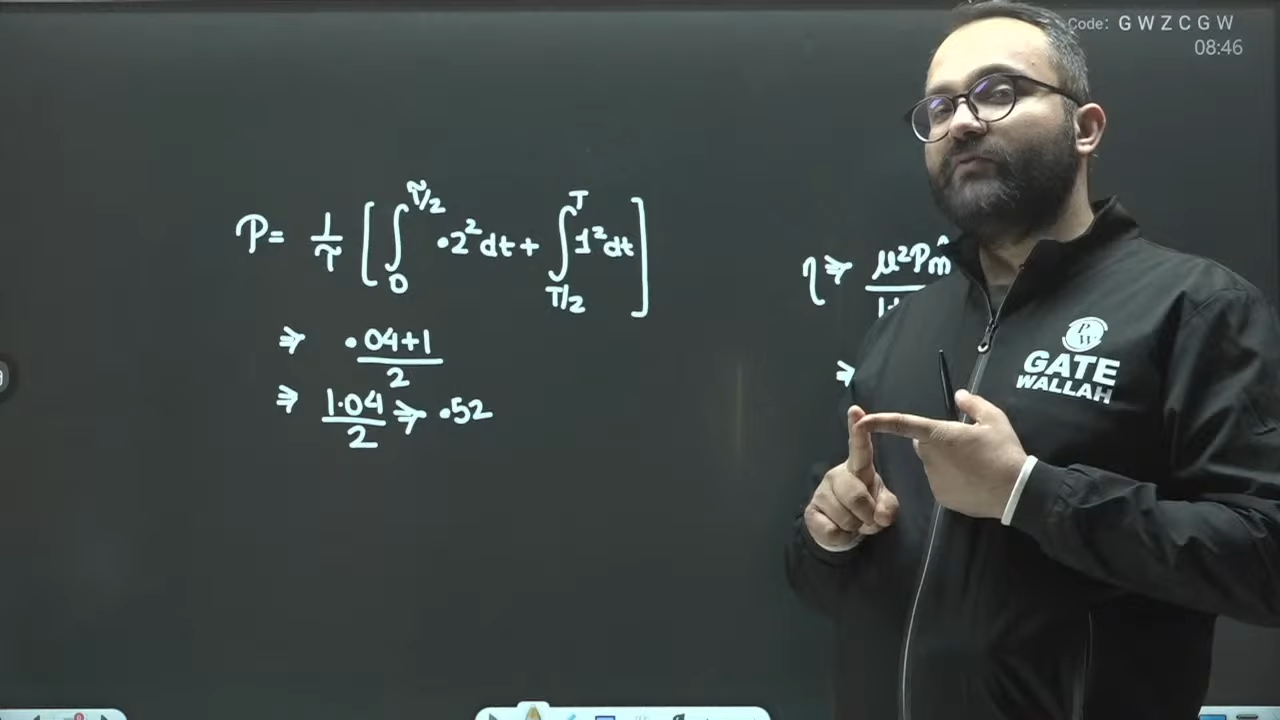 Code: G W Z C G W
08:46
P = 1/T [ ∫₀^{T/2} ·2² dt + ∫_{T/2}^{T} 1² dt ]
⇒ ·04+1/2
⇒ 1·04/2 ⇒ ·52
η ⇒ μ²Pm̂
⇒
PW
GATE
WALLAH